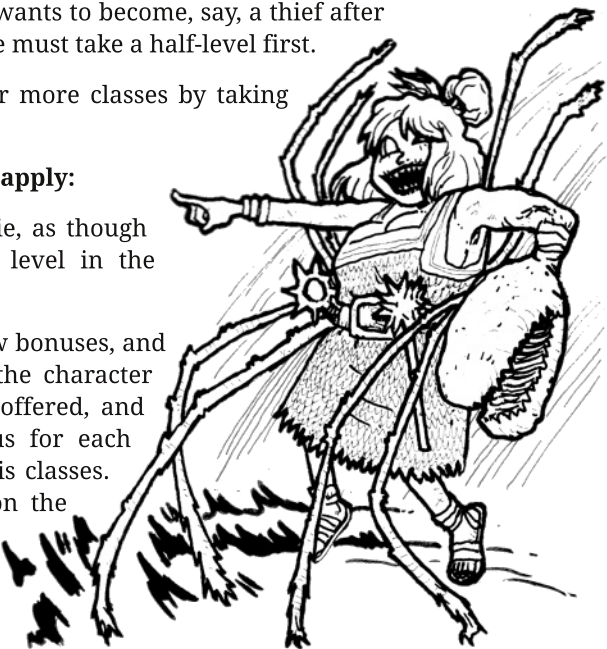 wants to become, say, a thief after
e must take a half-level first.
r more classes by taking
apply:
ie, as though
level in the
w bonuses, and
the character
offered, and
us for each
is classes.
on the